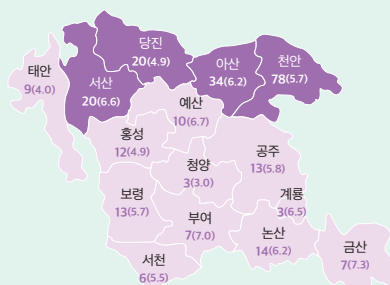 당진
20(4.9)
아산
34(6.2)
천안
78(5.7)
태안
9(4.0)
서산
20(6.6)
예산
10(6.7)
홍성
12(4.9)
청양
3(3.0)
공주
13(5.8)
보령
13(5.7)
계룡
3(6.5)
부여
7(7.0)
논산
14(6.2)
금산
7(7.3)
서천
6(5.5)